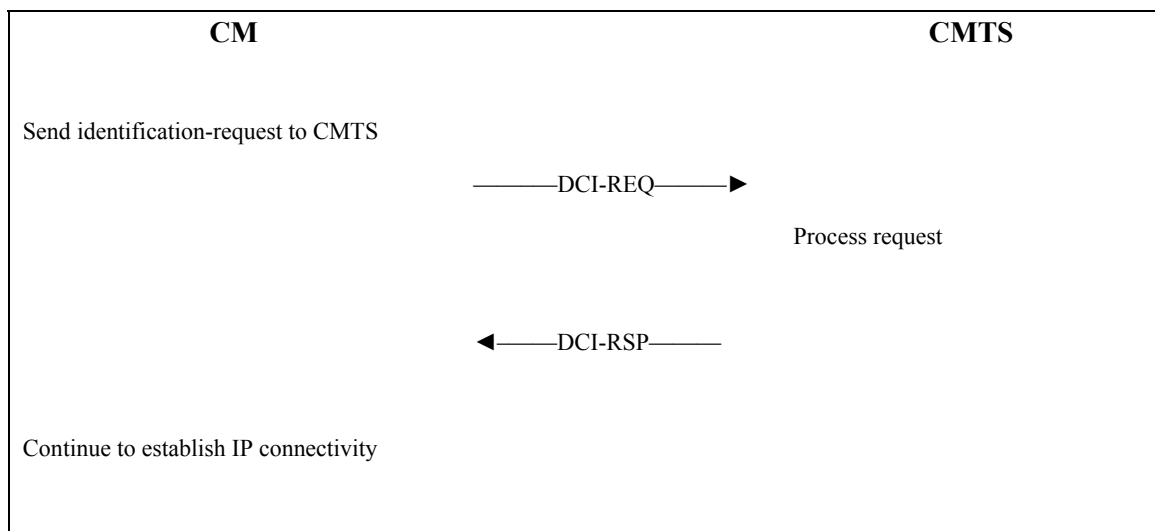 CM CMTS
Send identification-request to CMTS
———DCI-REQ———►
Process request
◄———DCI-RSP———
Continue to establish IP connectivity